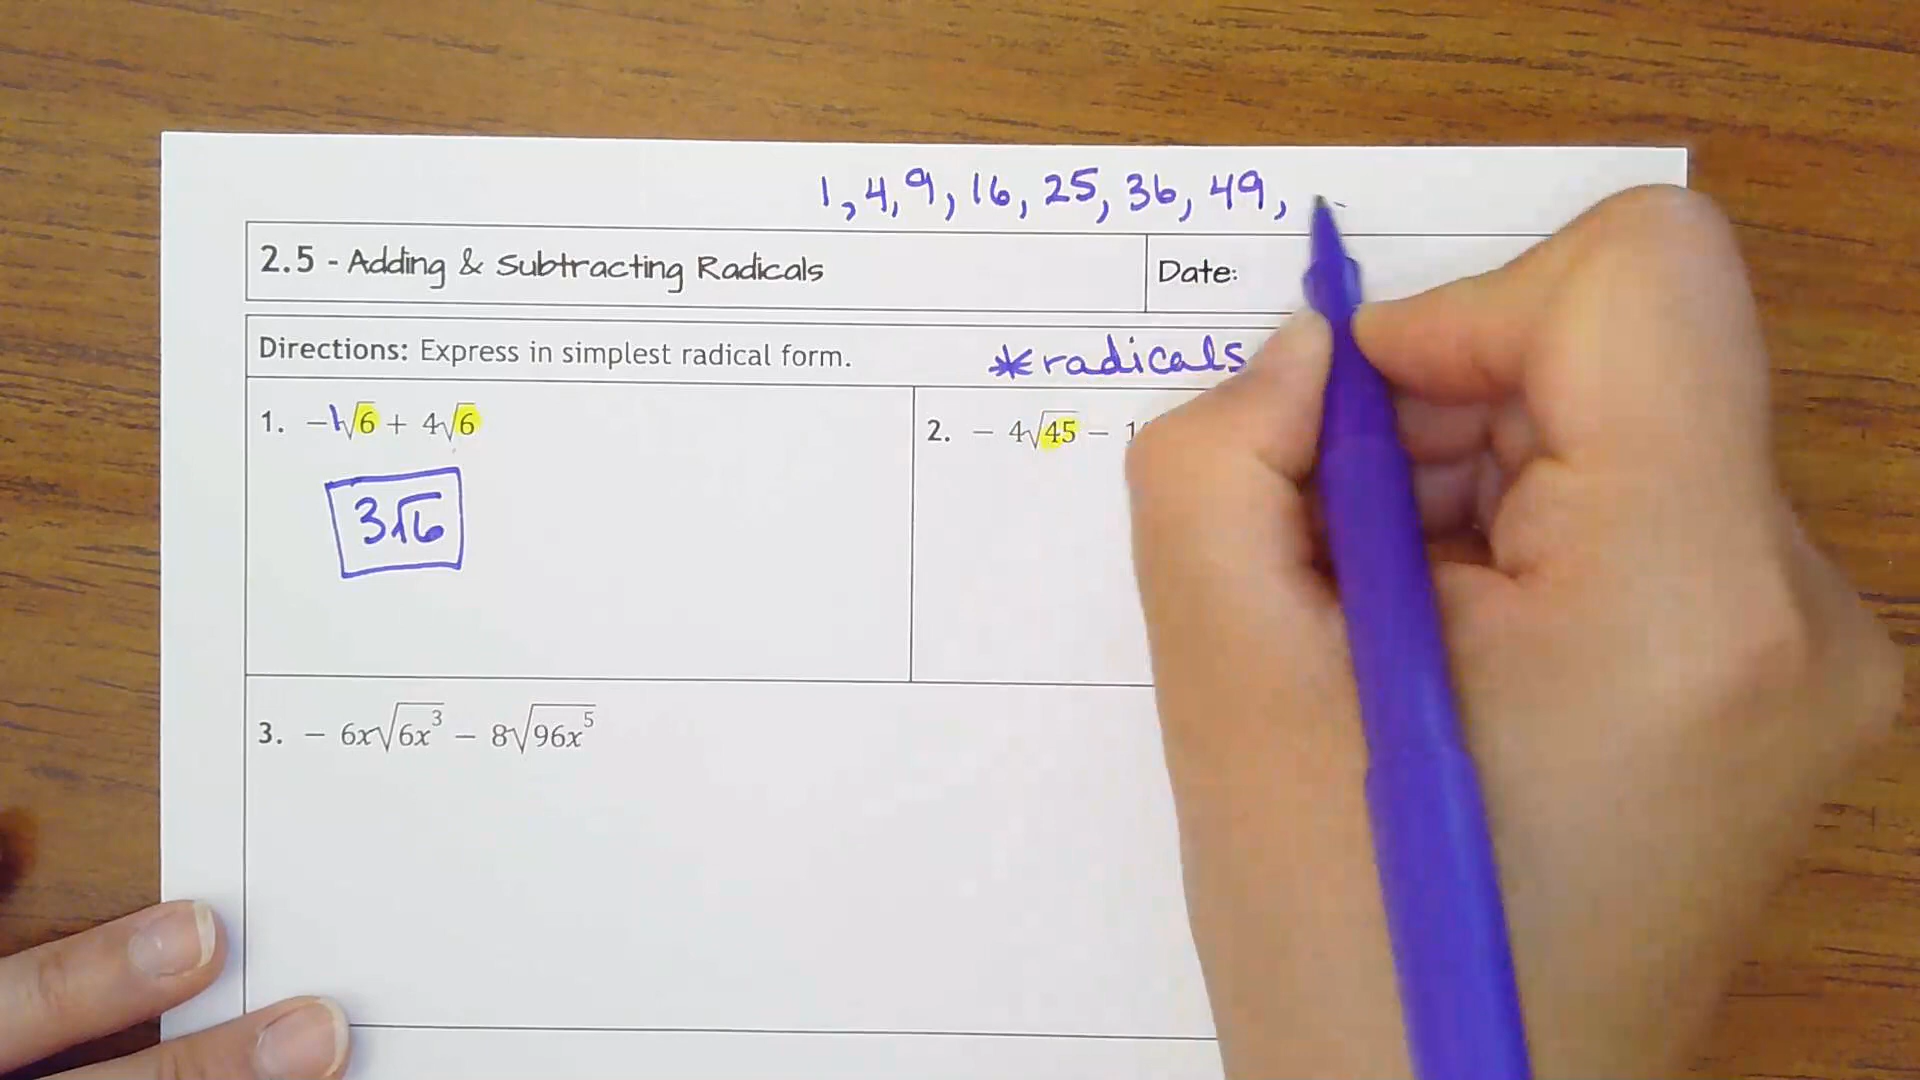 1, 4, 9, 16, 25, 36, 49,
2.5 - Adding & Subtracting Radicals
Date:
Directions: Express in simplest radical form.
*radicals
1. -1√6 + 4√6
2. - 4√45 -
3√6
3. - 6x√6x³ - 8√96x⁵